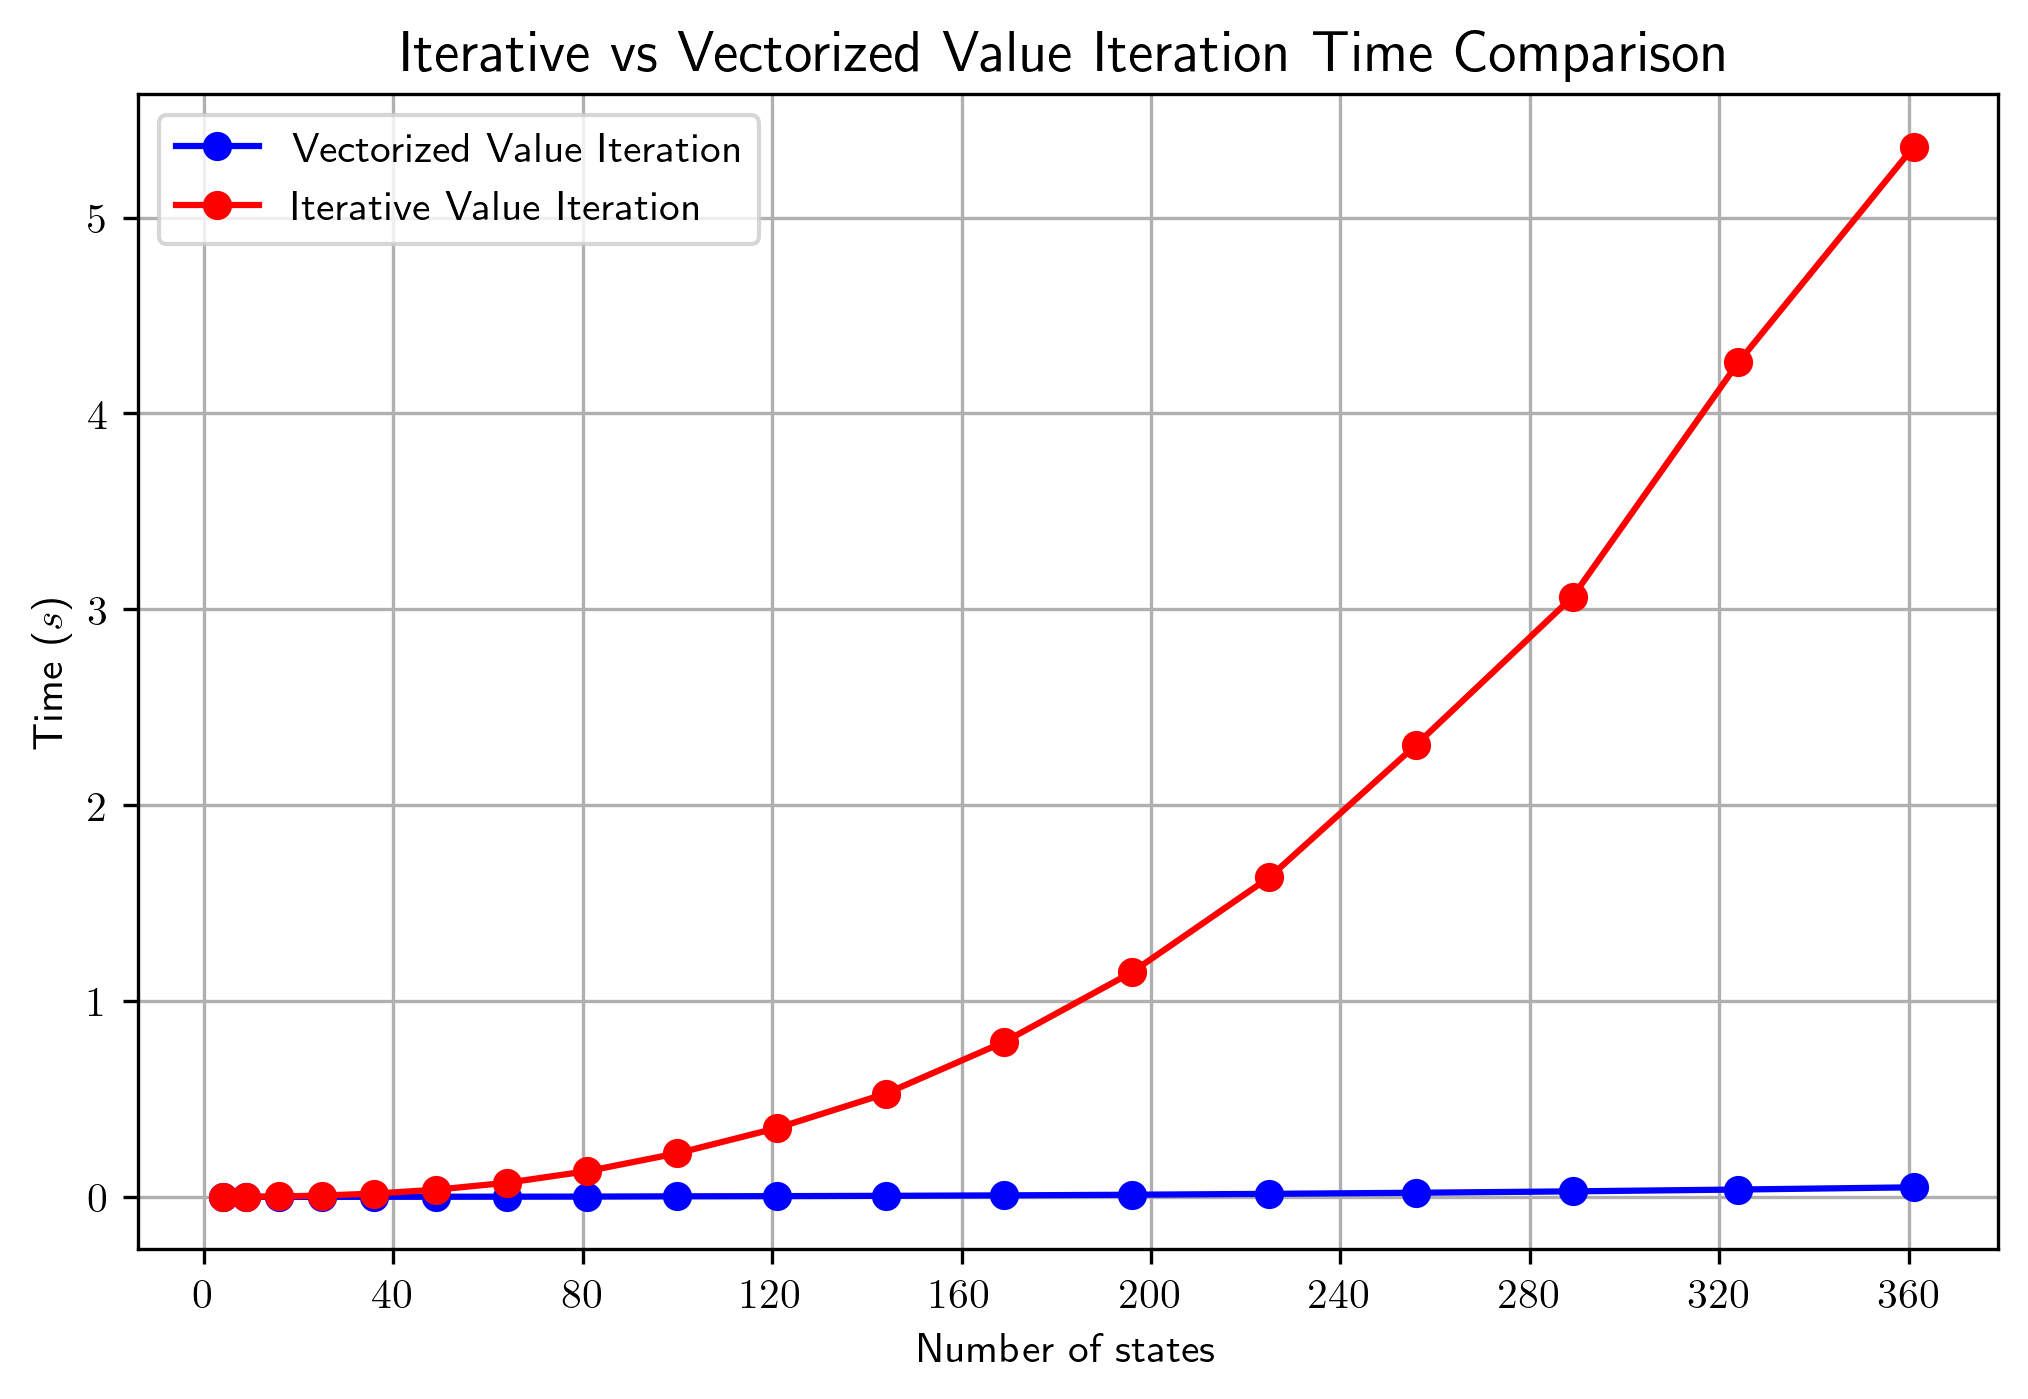 Iterative vs Vectorized Value Iteration Time Comparison
Vectorized Value Iteration
Iterative Value Iteration
5
4
3
2
1
0
Time (s)
0 40 80 120 160 200 240 280 320 360
Number of states